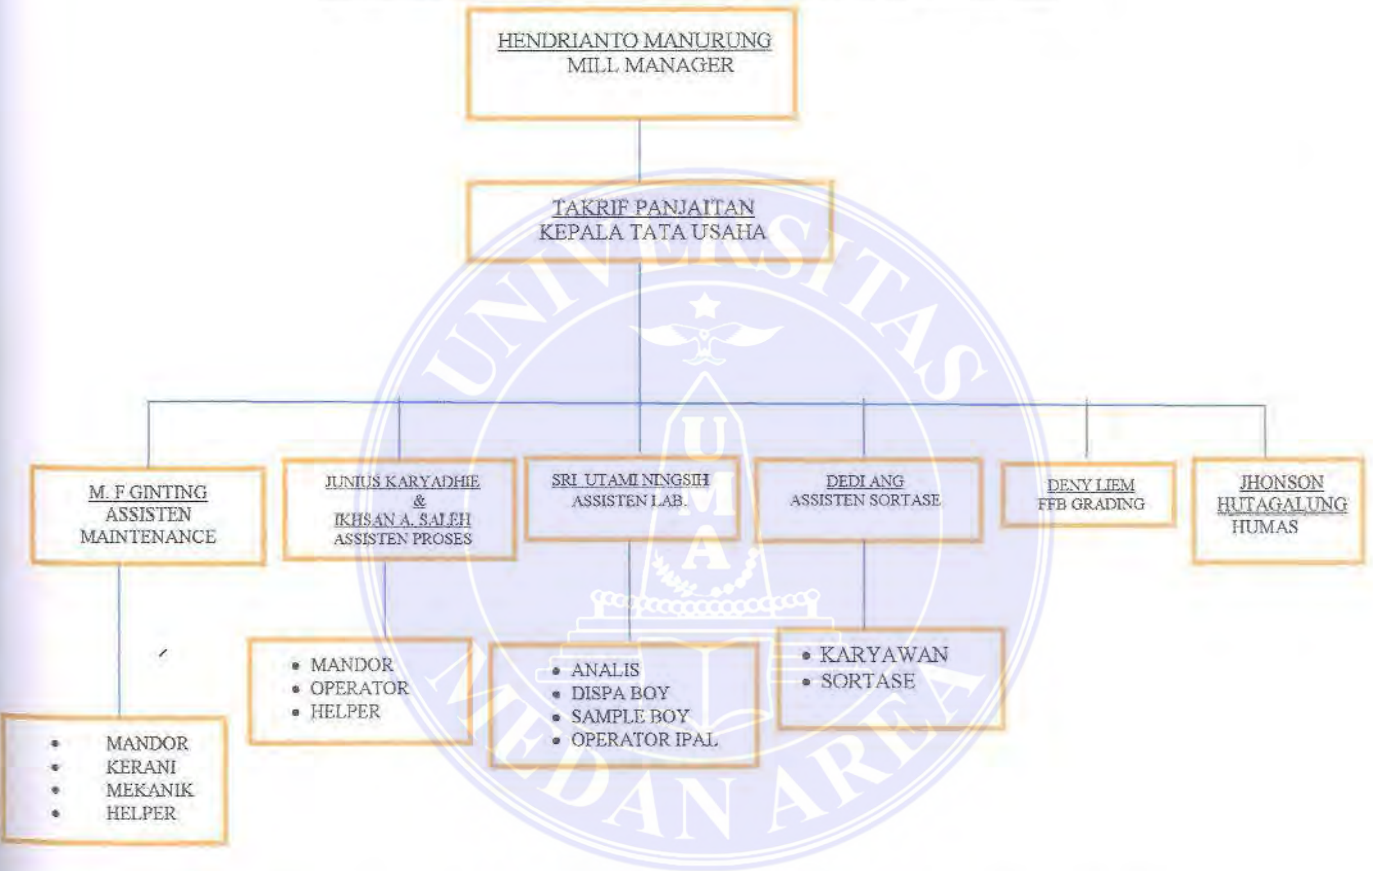 HENDRIANTO MANURUNG
MILL MANAGER
TAKRIF PANJAITAN
KEPALA TATA USAHA
M. F GINTING
ASSISTEN
MAINTENANCE
JUNIUS KARYADHIE
&
IKHSAN A. SALEH
ASSISTEN PROSES
SRI UTAMI NINGSIH
ASSISTEN LAB.
DEDI ANG
ASSISTEN SORTASE
DENY LIEM
FFB GRADING
JHONSON
HUTAGALUNG
HUMAS
• MANDOR
• KERANI
• MEKANIK
• HELPER
• MANDOR
• OPERATOR
• HELPER
• ANALIS
• DISPA BOY
• SAMPLE BOY
• OPERATOR IPAL
• KARYAWAN
• SORTASE
UNIVERSITAS
UMA
MEDAN AREA